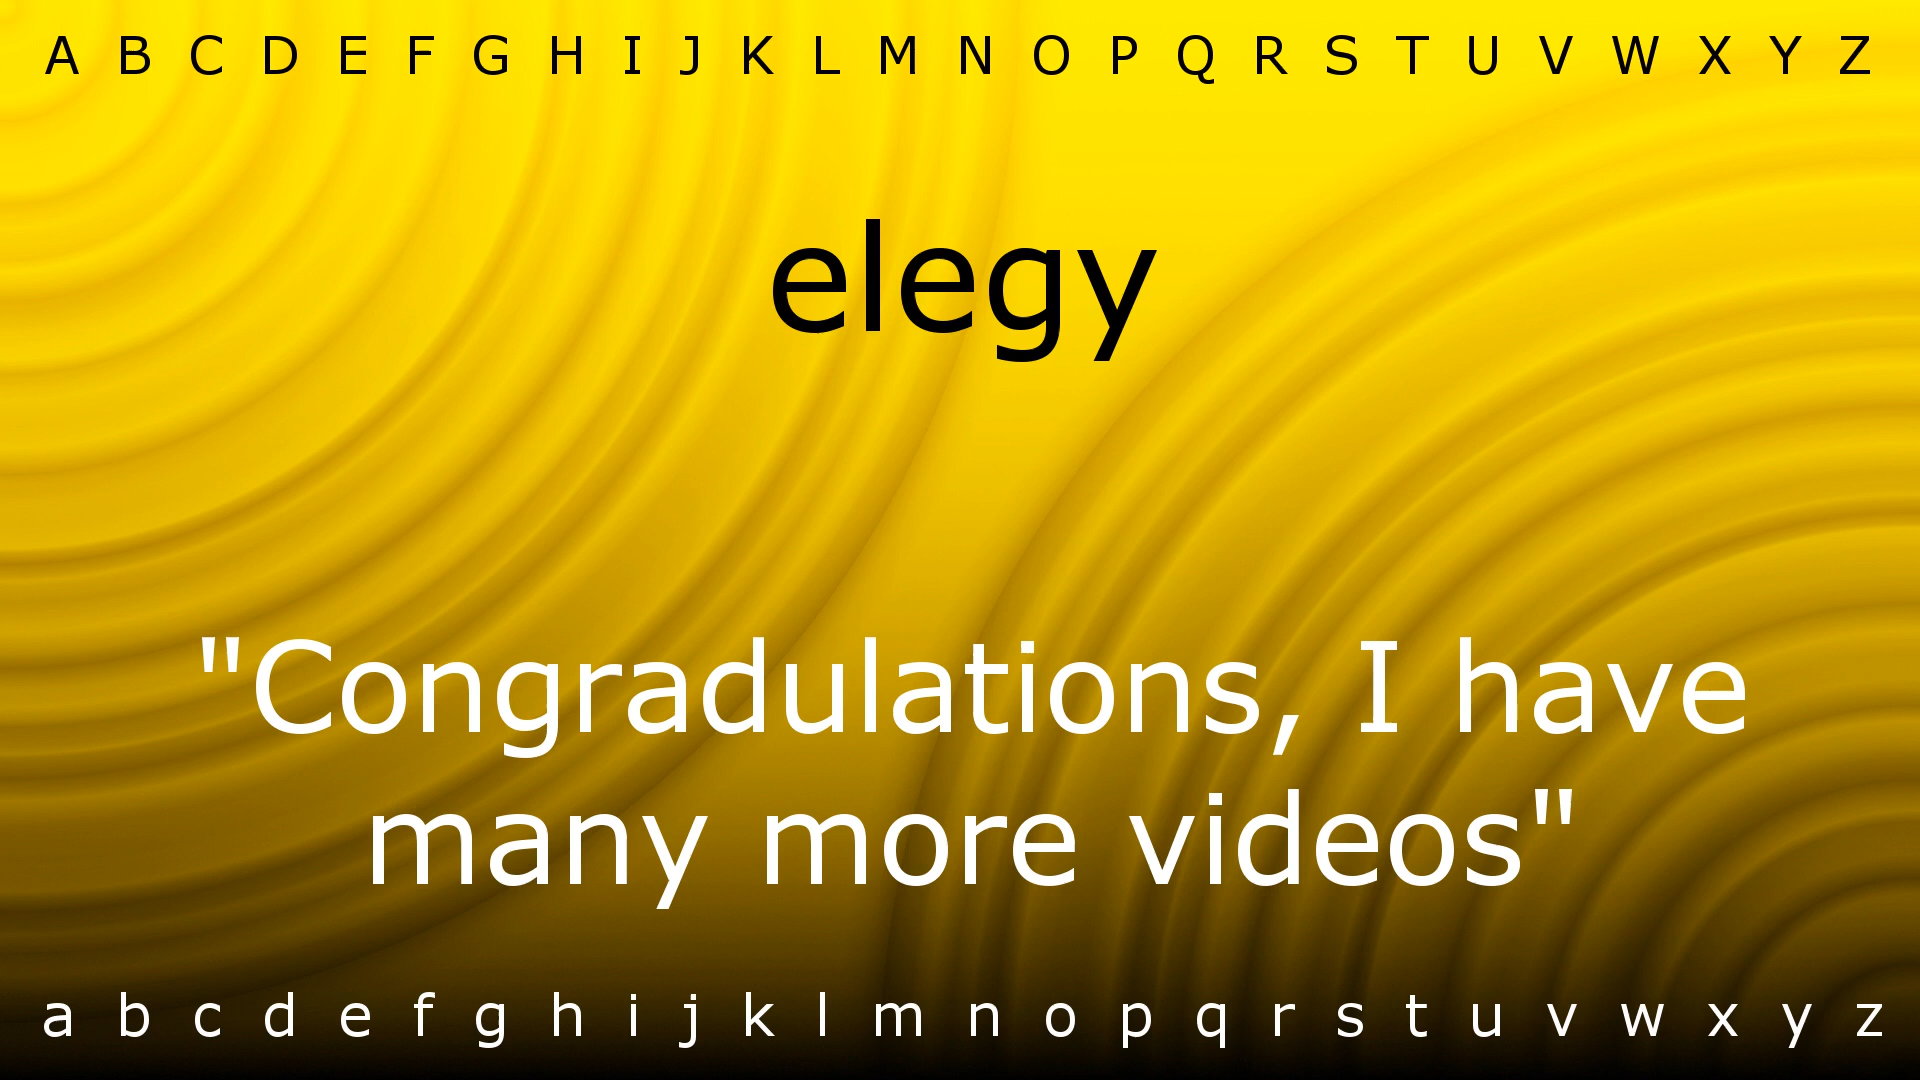 A B C D E F G H I J K L M N O P Q R S T U V W X Y Z
elegy
"Congradulations, I have
many more videos"
a b c d e f g h i j k l m n o p q r s t u v w x y z